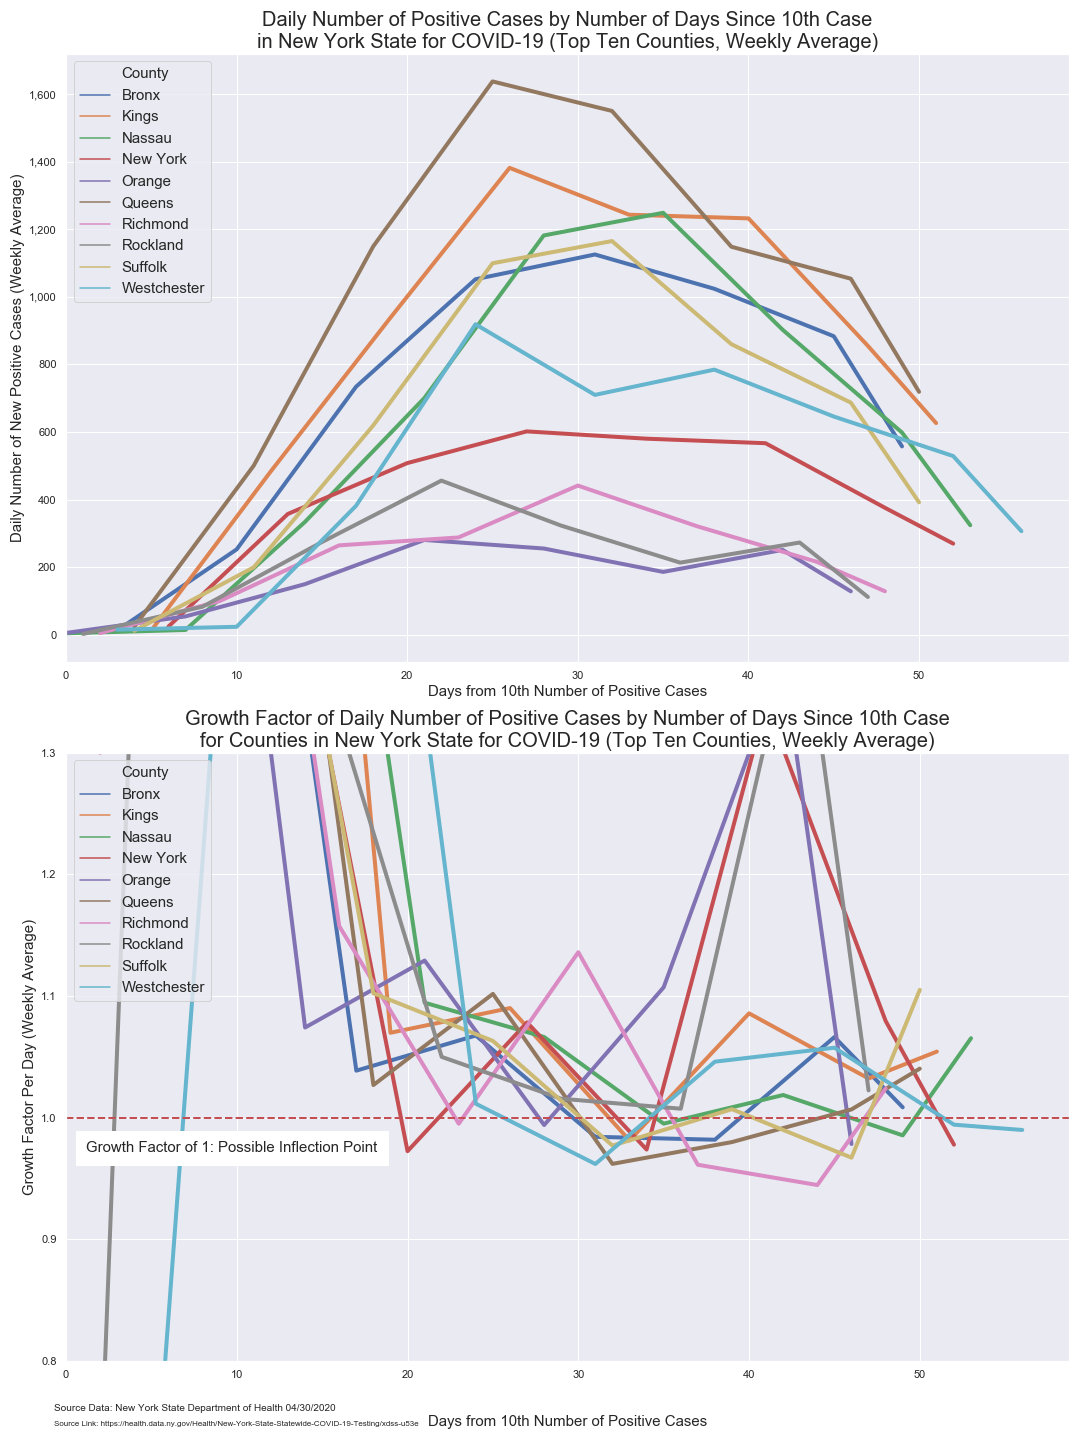 Daily Number of Positive Cases by Number of Days Since 10th Case
in New York State for COVID-19 (Top Ten Counties, Weekly Average)
Daily Number of New Positive Cases (Weekly Average)
1,600
1,400
1,200
1,000
800
600
400
200
0
County
Bronx
Kings
Nassau
New York
Orange
Queens
Richmond
Rockland
Suffolk
Westchester
0 10 20 30 40 50
Days from 10th Number of Positive Cases
Growth Factor of Daily Number of Positive Cases by Number of Days Since 10th Case
for Counties in New York State for COVID-19 (Top Ten Counties, Weekly Average)
Growth Factor Per Day (Weekly Average)
1.3
1.2
1.1
1.0
0.9
0.8
County
Bronx
Kings
Nassau
New York
Orange
Queens
Richmond
Rockland
Suffolk
Westchester
Growth Factor of 1: Possible Inflection Point
0 10 20 30 40 50
Source Data: New York State Department of Health 04/30/2020
Source Link: https://health.data.ny.gov/Health/New-York-State-Statewide-COVID-19-Testing/xdss-u53e
Days from 10th Number of Positive Cases